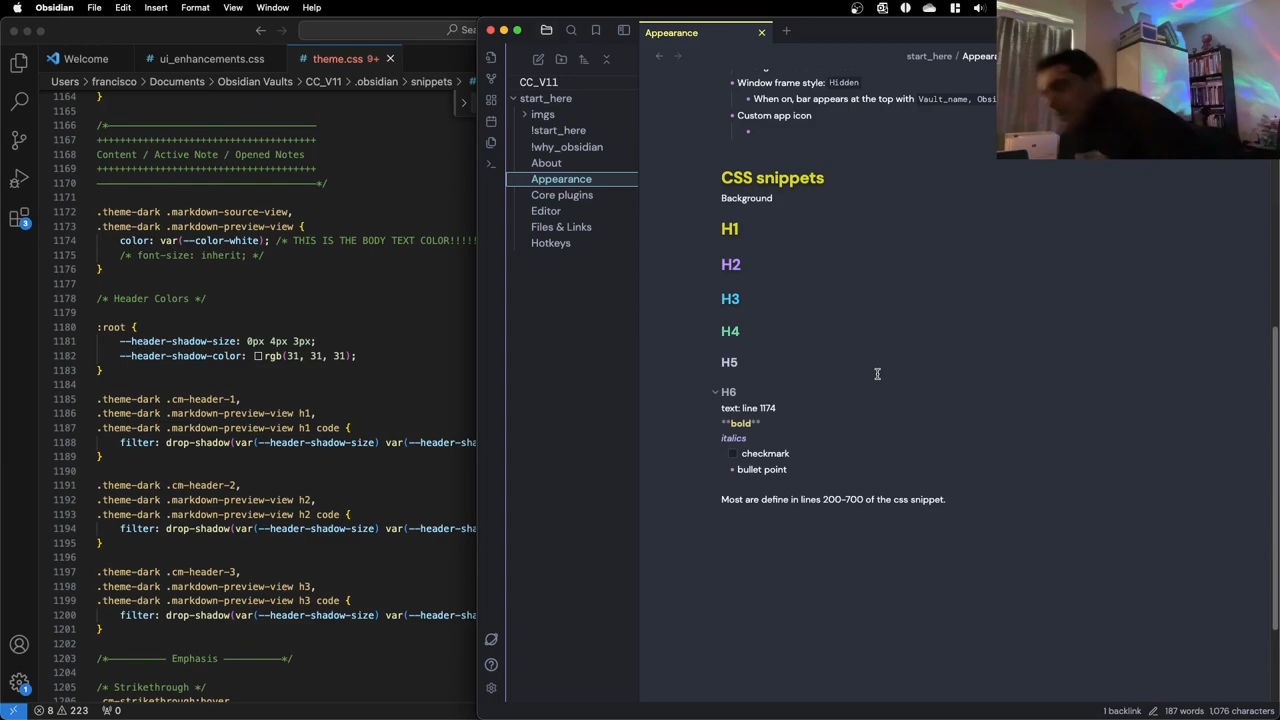 Obsidian File Edit Insert Format View Window Help
Welcome
ui_enhancements.css
theme.css 9+
Users
francisco
Documents
Obsidian Vaults
CC_V11
.obsidian
snippets
1164 }
1165
1166 /*
1167 ++++++++++++++++++++++++++++++++++++++
1168 Content / Active Note / Opened Notes
1169 ++++++++++++++++++++++++++++++++++++++
1170 */
1171
1172 .theme-dark .markdown-source-view,
1173 .theme-dark .markdown-preview-view {
1174 color: var(--color-white); /* THIS IS THE BODY TEXT COLOR!!!!!
1175 /* font-size: inherit; */
1176 }
1177
1178 /* Header Colors */
1179
1180 :root {
1181 --header-shadow-size: 0px 4px 3px;
1182 --header-shadow-color: rgb(31, 31, 31);
1183 }
1184
1185 .theme-dark .cm-header-1,
1186 .theme-dark .markdown-preview-view h1,
1187 .theme-dark .markdown-preview-view h1 code {
1188 filter: drop-shadow(var(--header-shadow-size) var(--header-sha
1189 }
1190
1191 .theme-dark .cm-header-2,
1192 .theme-dark .markdown-preview-view h2,
1193 .theme-dark .markdown-preview-view h2 code {
1194 filter: drop-shadow(var(--header-shadow-size) var(--header-sha
1195 }
1196
1197 .theme-dark .cm-header-3,
1198 .theme-dark .markdown-preview-view h3,
1199 .theme-dark .markdown-preview-view h3 code {
1200 filter: drop-shadow(var(--header-shadow-size) var(--header-sha
1201 }
1202
1203 /* Emphasis */
1204
1205 /* Strikethrough */
1206 .cm-strikethrough:hover
3
1
8 223 0
Sea
CC_V11
start_here
imgs
!start_here
!why_obsidian
About
Appearance
Core plugins
Editor
Files & Links
Hotkeys
Appearance
start_here / Appeara
Window frame style: Hidden
When on, bar appears at the top with Vault_name, Obsi
Custom app icon
CSS snippets
Background
H1
H2
H3
H4
H5
H6
text: line 1174
**bold**
italics
checkmark
bullet point
Most are define in lines 200-700 of the css snippet.
1 backlink 187 words 1,076 characters